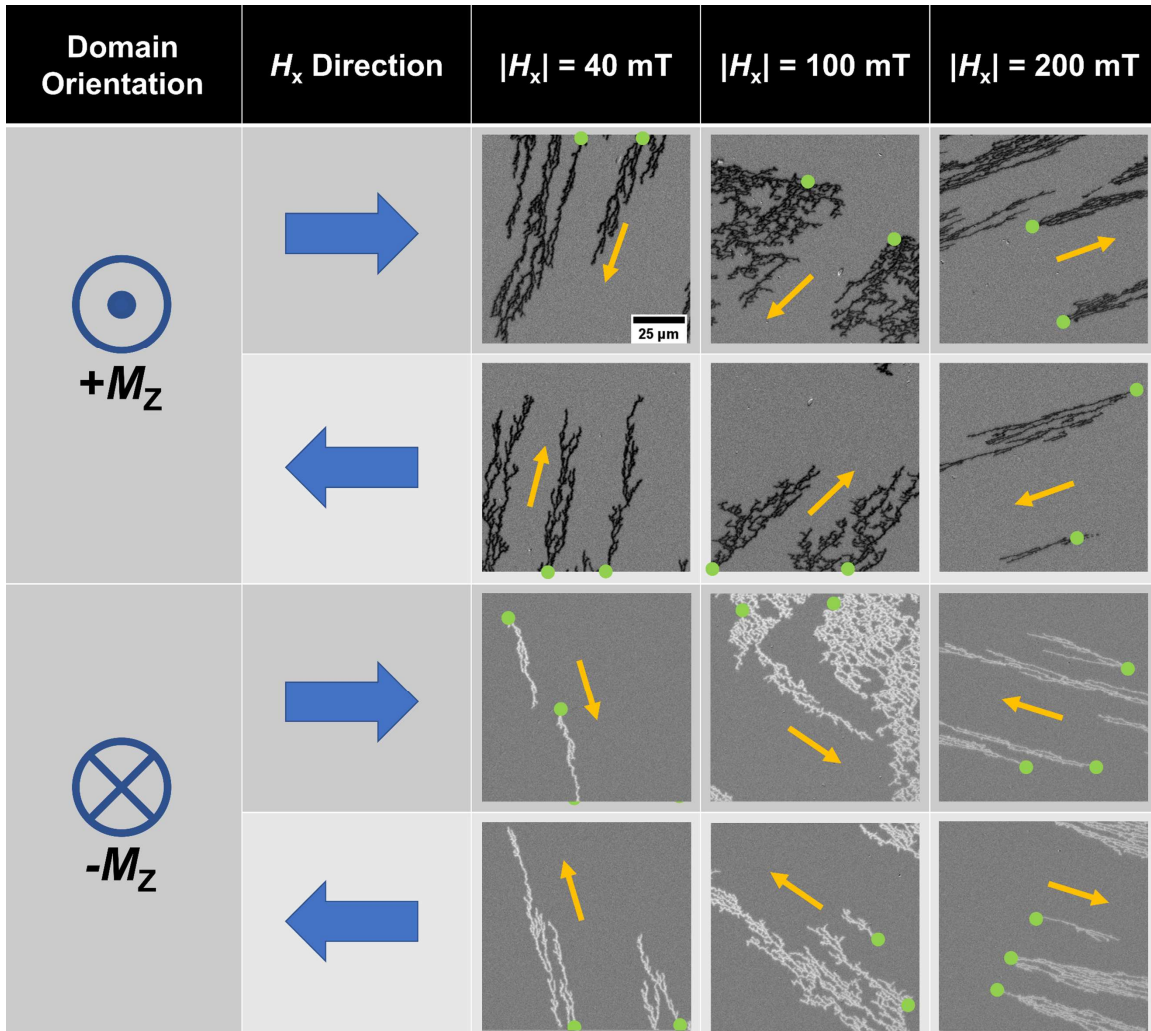 Domain
Orientation
Hx Direction
|Hx| = 40 mT
|Hx| = 100 mT
|Hx| = 200 mT
25 µm
+MZ
-MZ